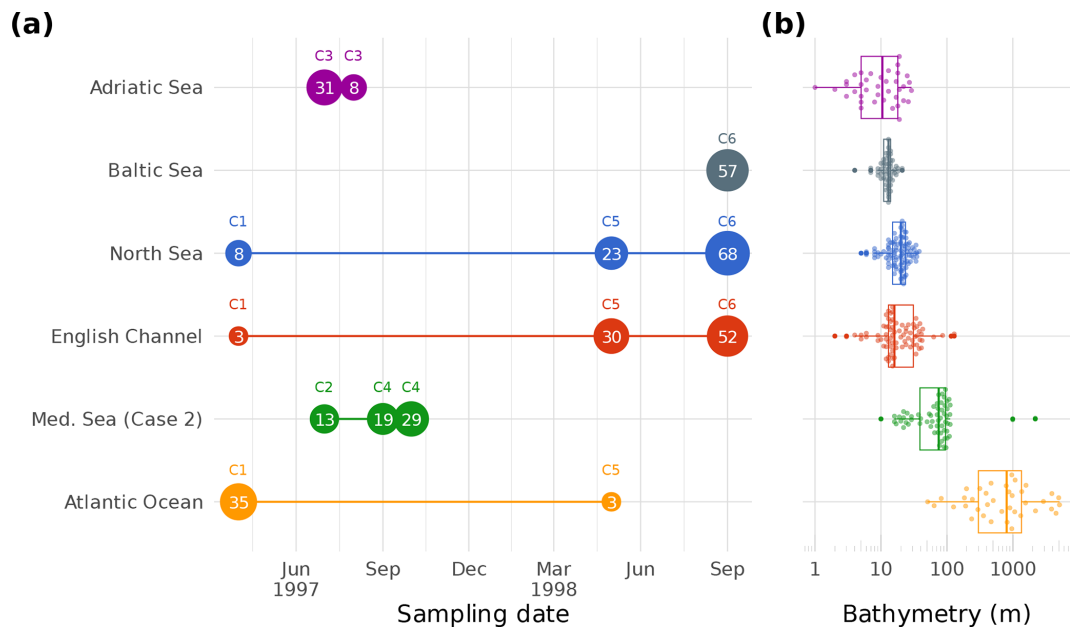 (a)
(b)
C3 C3
Adriatic Sea 31 8
C6
Baltic Sea 57
C1 C5 C6
North Sea 8 23 68
C1 C5 C6
English Channel 3 30 52
C2 C4 C4
Med. Sea (Case 2) 13 19 29
C1 C5
Atlantic Ocean 35 3
Jun Sep Dec Mar Jun Sep
1997 1998
Sampling date
1 10 100 1000
Bathymetry (m)